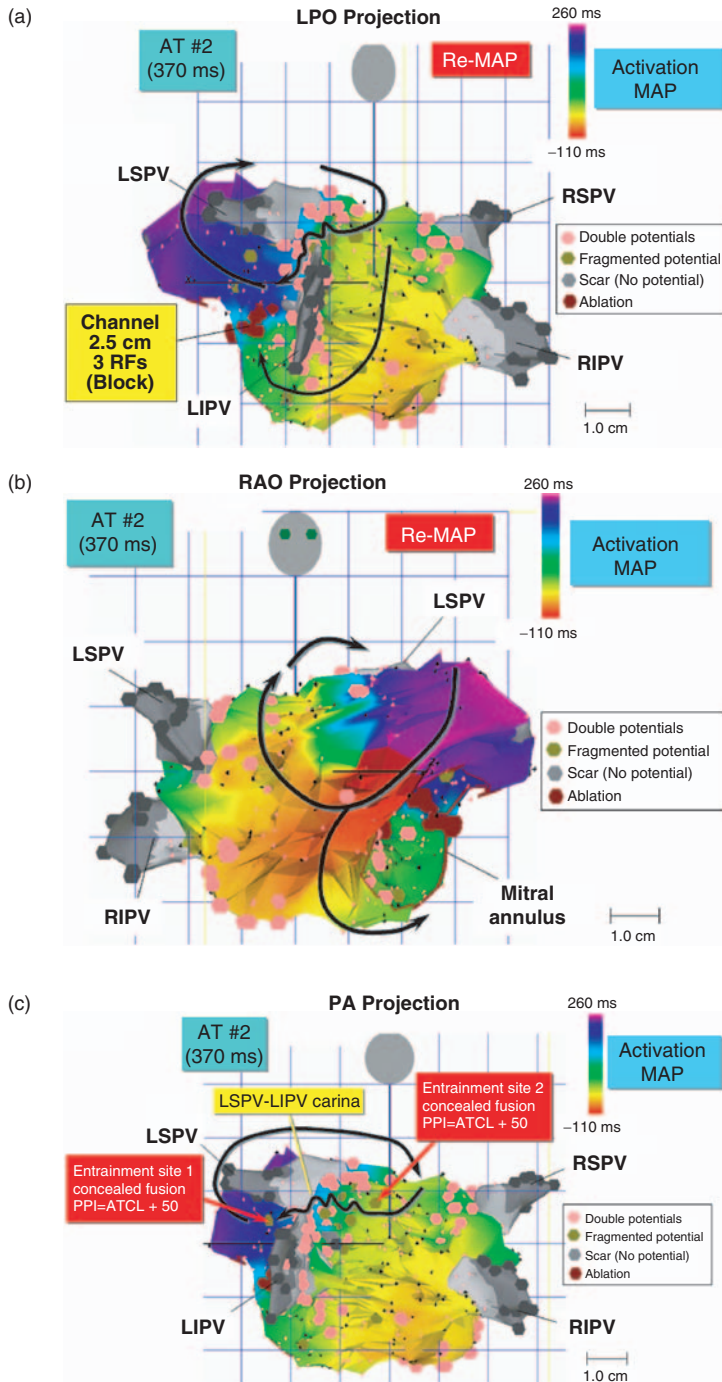 (a)
LPO Projection
AT #2
(370 ms)
Re-MAP
260 ms
Activation
MAP
−110 ms
LSPV
RSPV
Double potentials
Fragmented potential
Scar (No potential)
Ablation
Channel
2.5 cm
3 RFs
(Block)
RIPV
LIPV
1.0 cm
(b)
RAO Projection
260 ms
AT #2
(370 ms)
Re-MAP
Activation
MAP
LSPV
−110 ms
LSPV
Double potentials
Fragmented potential
Scar (No potential)
Ablation
RIPV
Mitral
annulus
1.0 cm
(c)
PA Projection
260 ms
AT #2
(370 ms)
Activation
MAP
Entrainment site 2
concealed fusion
PPI=ATCL + 50
LSPV-LIPV carina
−110 ms
LSPV
RSPV
Entrainment site 1
concealed fusion
PPI=ATCL + 50
Double potentials
Fragmented potential
Scar (No potential)
Ablation
LIPV
RIPV
1.0 cm